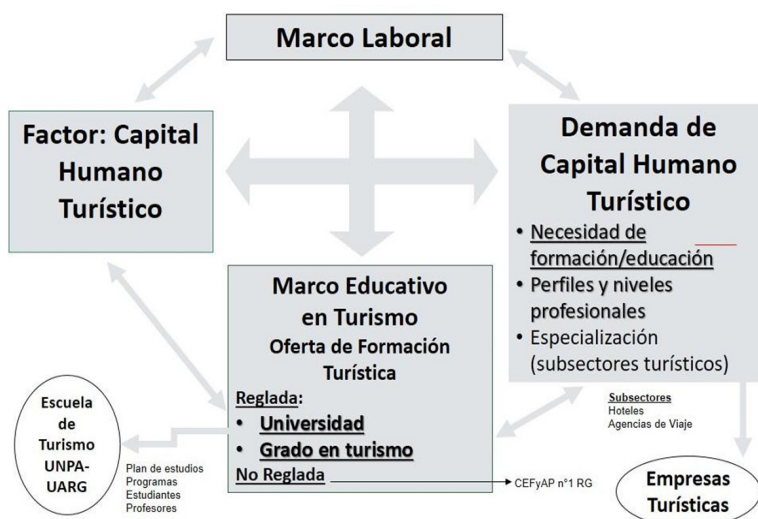 Marco Laboral
Factor: Capital
Humano
Turístico
Demanda de
Capital Humano
Turístico
• Necesidad de
formación/educación
• Perfiles y niveles
profesionales
• Especialización
(subsectores turísticos)
Marco Educativo
en Turismo
Oferta de Formación
Turística
Reglada:
• Universidad
• Grado en turismo
No Reglada
CEFyAP n°1 RG
Escuela
de
Turismo
UNPA-
UARG
Plan de estudios
Programas
Estudiantes
Profesores
Subsectores
Hoteles
Agencias de Viaje
Empresas
Turísticas